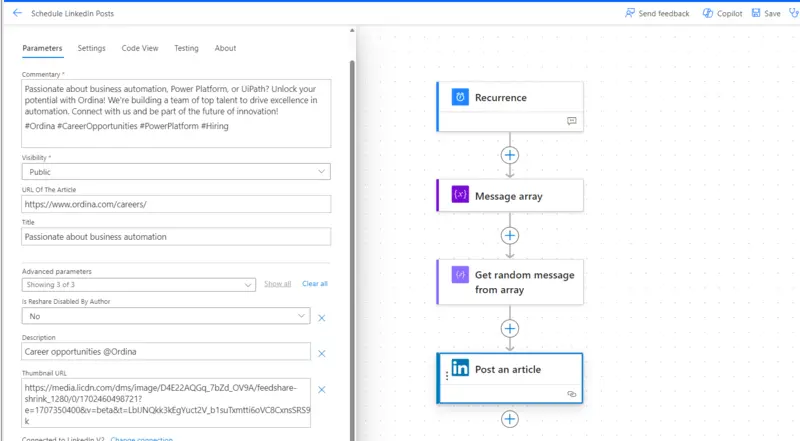 Schedule Linkedin Posts
Send feedback
Copilot
Save
Parameters
Settings
Code View
Testing
About
Commentary *
Passionate about business automation, Power Platform, or UiPath? Unlock your
potential with Ordina! We're building a team of top talent to drive excellence in
automation. Connect with us and be part of the future of innovation!
#Ordina #CareerOpportunities #PowerPlatform #Hiring
Visibility *
Public
URL Of The Article
https://www.ordina.com/careers/
Title
Passionate about business automation
Advanced parameters
Showing 3 of 3
Show all
Clear all
Is Reshare Disabled By Author
No
Description
Career opportunities @Ordina
Thumbnail URL
https://media.licdn.com/dms/image/D4E22AQGq_7bZd_OV9A/feedshare-
shrink_1280/0/1702460498721?
e=1707350400&v=beta&t=LbUNQkk3kEgYuct2V_b1suTxmtti6oVC8CxnsSRS9
k
Connected to LinkedIn V2. Change connection
Recurrence
Message array
Get random message
from array
Post an article